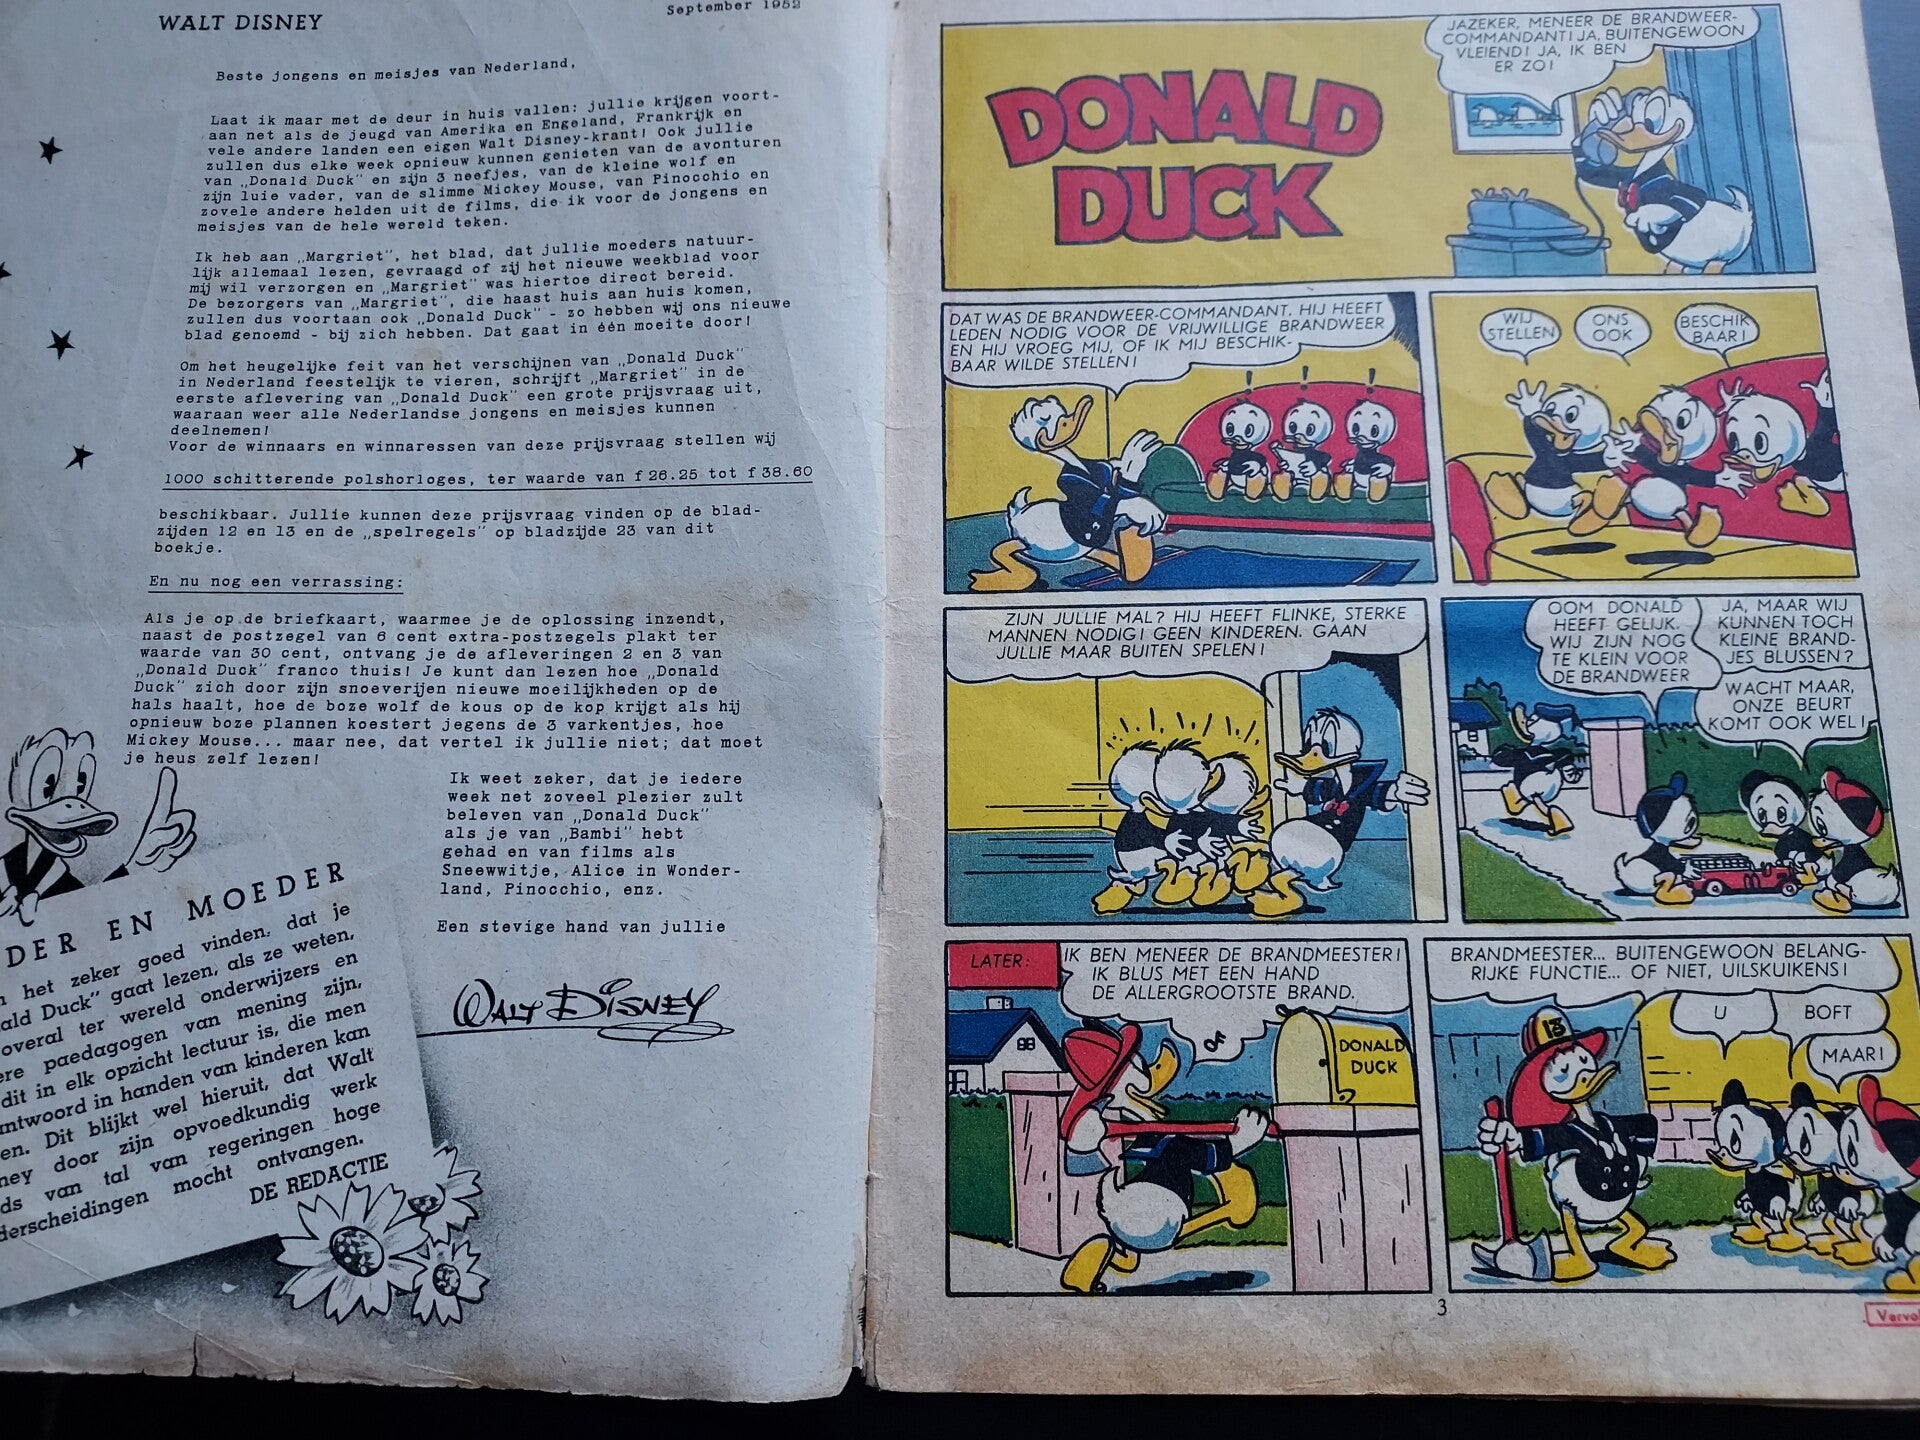 WALT DISNEY
September 1952
Beste jongens en meisjes van Nederland,
Laat ik maar met de deur in huis vallen: jullie krijgen voort-
aan net als de jeugd van Amerika en Engeland, Frankrijk en
vele andere landen een eigen Walt Disney-krant! Ook jullie
zullen dus elke week opnieuw kunnen genieten van de avonturen
van „Donald Duck" en zijn 3 neefjes, van de kleine wolf en
zijn luie vader, van de slimme Mickey Mouse, van Pinocchio en
zovele andere helden uit de films, die ik voor de jongens en
meisjes van de hele wereld teken.
Ik heb aan „Margriet", het blad, dat jullie moeders natuur-
lijk allemaal lezen, gevraagd of zij het nieuwe weekblad voor
mij wil verzorgen en „Margriet" was hiertoe direct bereid.
De bezorgers van „Margriet", die haast huis aan huis komen,
zullen dus voortaan ook „Donald Duck" - zo hebben wij ons nieuwe
blad genoemd - bij zich hebben. Dat gaat in één moeite door!
Om het heugelijke feit van het verschijnen van „Donald Duck"
in Nederland feestelijk te vieren, schrijft „Margriet" in de
eerste aflevering van „Donald Duck" een grote prijsvraag uit,
waaraan weer alle Nederlandse jongens en meisjes kunnen
deelnemen!
Voor de winnaars en winnaressen van deze prijsvraag stellen wij
1000 schitterende polshorloges, ter waarde van f 26.25 tot f 38.60
beschikbaar. Jullie kunnen deze prijsvraag vinden op de blad-
zijden 12 en 13 en de „spelregels" op bladzijde 23 van dit
boekje.
En nu nog een verrassing:
Als je op de briefkaart, waarmee je de oplossing inzendt,
naast de postzegel van 6 cent extra-postzegels plakt ter
waarde van 30 cent, ontvang je de afleveringen 2 en 3 van
„Donald Duck" franco thuis! Je kunt dan lezen hoe „Donald
Duck" zich door zijn snoeverijen nieuwe moeilijkheden op de
hals haalt, hoe de boze wolf de kous op de kop krijgt als hij
opnieuw boze plannen koestert jegens de 3 varkentjes, hoe
Mickey Mouse... maar nee, dat vertel ik jullie niet; dat moet
je heus zelf lezen!
Ik weet zeker, dat je iedere
week net zoveel plezier zult
beleven van „Donald Duck"
als je van „Bambi" hebt
gehad en van films als
Sneewwitje, Alice in Wonder-
land, Pinocchio, enz.
Een stevige hand van jullie
Walt Disney
DER EN MOEDER
het zeker goed vinden, dat je
ald Duck" gaat lezen, als ze weten,
overal ter wereld onderwijzers en
ere paedagogen van mening zijn,
dit in elk opzicht lectuur is, die men
antwoord in handen van kinderen kan
en. Dit blijkt wel hieruit, dat Walt
ney door zijn opvoedkundig werk
ds van tal van regeringen hoge
derscheidingen mocht ontvangen.
DE REDACTIE
DONALD
DUCK
JAZEKER, MENEER DE BRANDWEER-
COMMANDANT! JA, BUITENGEWOON
VLEIEND! JA, IK BEN
ER ZO!
DAT WAS DE BRANDWEER-COMMANDANT. HIJ HEEFT
LEDEN NODIG VOOR DE VRIJWILLIGE BRANDWEER
EN HIJ VROEG MIJ, OF IK MIJ BESCHIK-
BAAR WILDE STELLEN!
! ! !
WIJ
STELLEN
ONS
OOK
BESCHIK
BAAR!
ZIJN JULLIE MAL? HIJ HEEFT FLINKE, STERKE
MANNEN NODIG! GEEN KINDEREN. GAAN
JULLIE MAAR BUITEN SPELEN!
OOM DONALD
HEEFT GELIJK.
WIJ ZIJN NOG
TE KLEIN VOOR
DE BRANDWEER
JA, MAAR WIJ
KUNNEN TOCH
KLEINE BRAND-
JES BLUSSEN?
WACHT MAAR,
ONZE BEURT
KOMT OOK WEL!
LATER:
IK BEN MENEER DE BRANDMEESTER!
IK BLUS MET EEN HAND
DE ALLERGROOTSTE BRAND.
DONALD
DUCK
BRANDMEESTER... BUITENGEWOON BELANG-
RIJKE FUNCTIE... OF NIET, UILSKUIKENS!
13
U
BOFT
MAAR!
3
Vervol